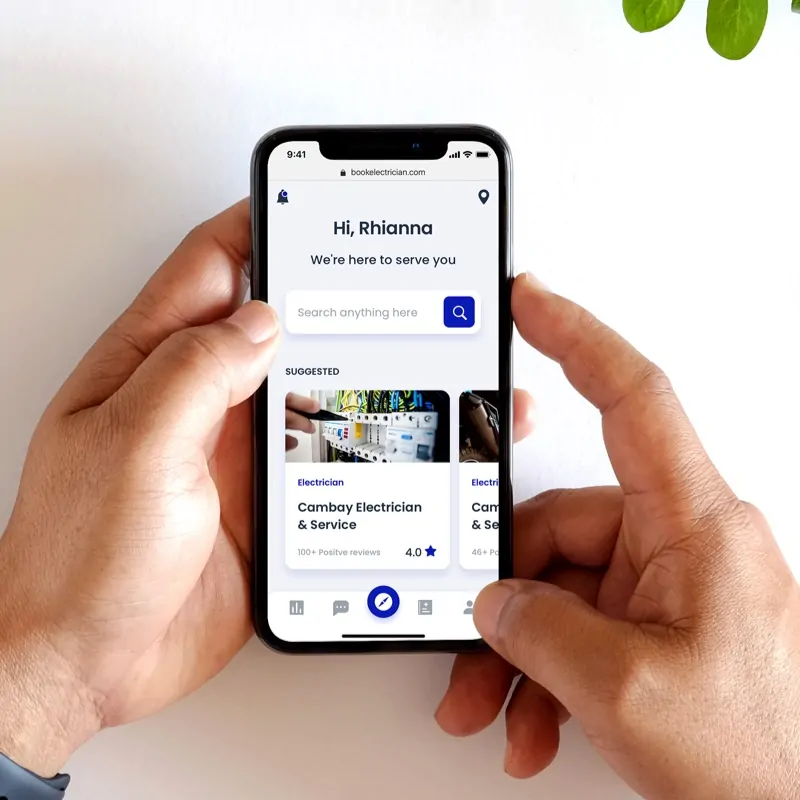 9:41
bookelectrician.com
Hi, Rhianna
We're here to serve you
Search anything here
SUGGESTED
Electrician
Cambay Electrician
& Service
100+ Positve reviews 4.0
Electri
Cam
& Se
46+ Po